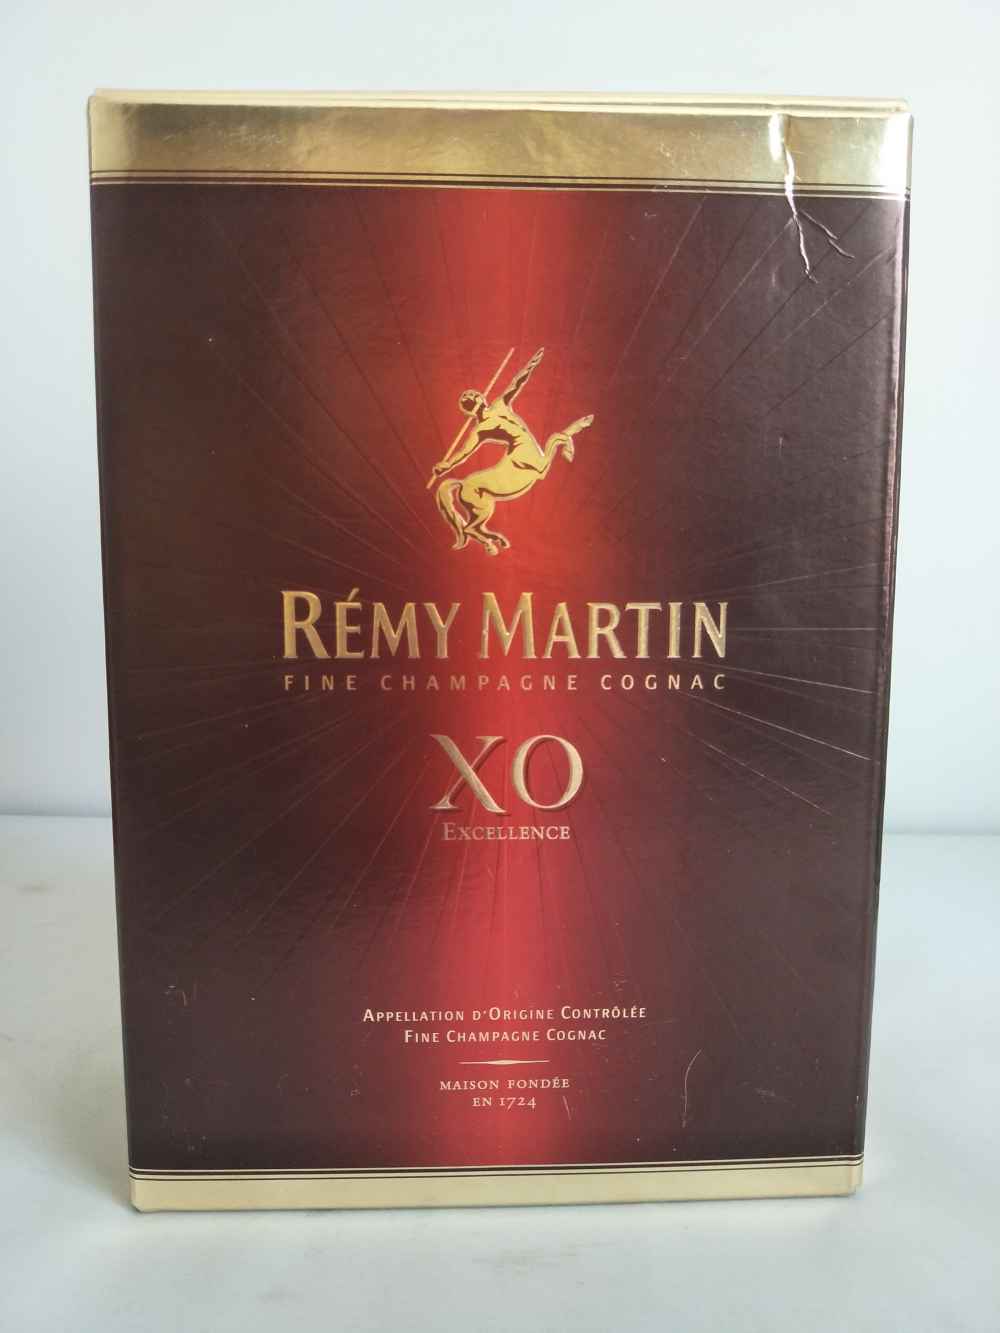 RÉMY MARTIN
FINE CHAMPAGNE COGNAC
XO
EXCELLENCE
APPELLATION D'ORIGINE CONTRÔLÉE
FINE CHAMPAGNE COGNAC
MAISON FONDÉE
EN 1724